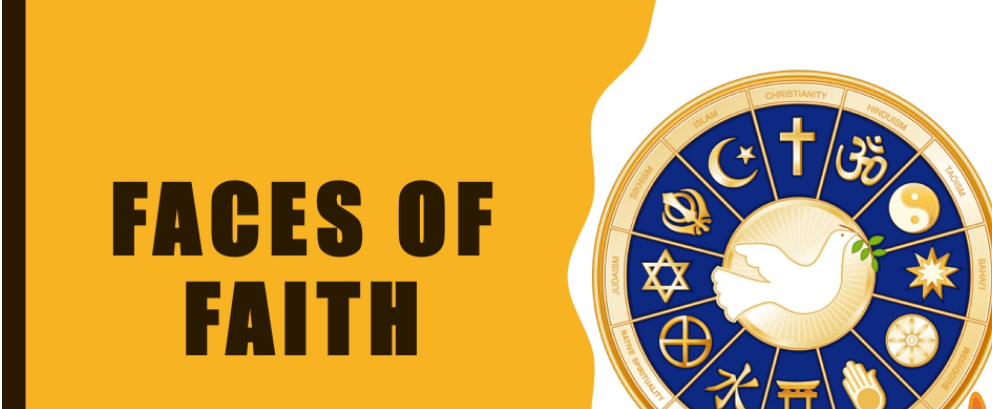 FACES OF
FAITH
CHRISTIANITY
HINDUISM
TAOISM
BAHA'I
BUDDHISM
NATIVE SPIRITUALITY
JUDAISM
SIKHISM
ISLAM